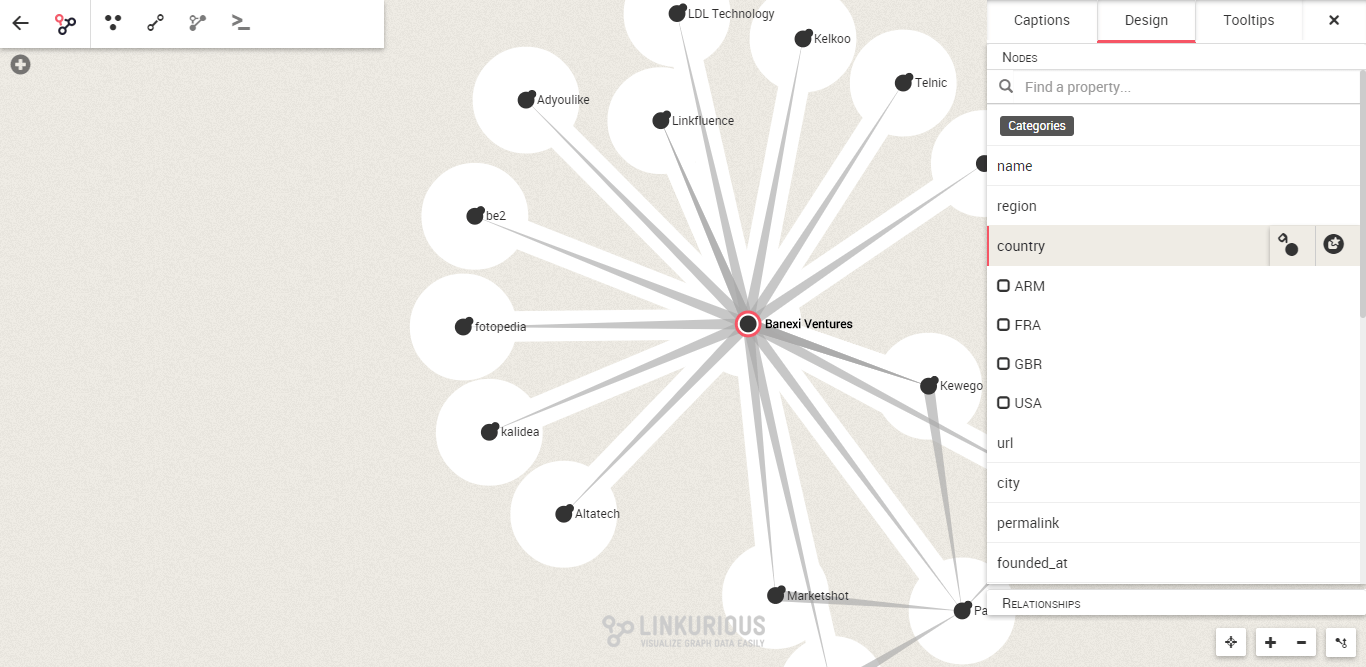 LDL Technology
Kelkoo
Telnic
Adyoulike
Linkfluence
be2
Banexi Ventures
fotopedia
Kewego
kalidea
Altatech
Marketshot
Pa
LINKURIOUS
VISUALIZE GRAPH DATA EASILY
Captions
Design
Tooltips
NODES
Find a property...
Categories
name
region
country
ARM
FRA
GBR
USA
url
city
permalink
founded_at
RELATIONSHIPS